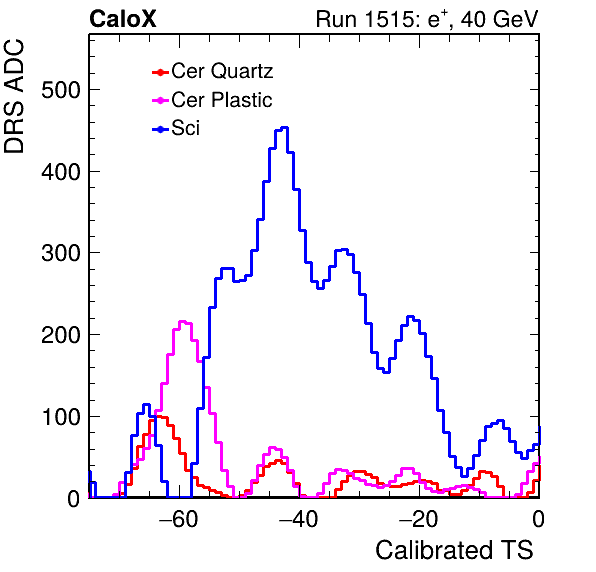 CaloX Run 1515: e⁺, 40 GeV
DRS ADC
Cer Quartz
Cer Plastic
Sci
500
400
300
200
100
0
−60 −40 −20 0
Calibrated TS